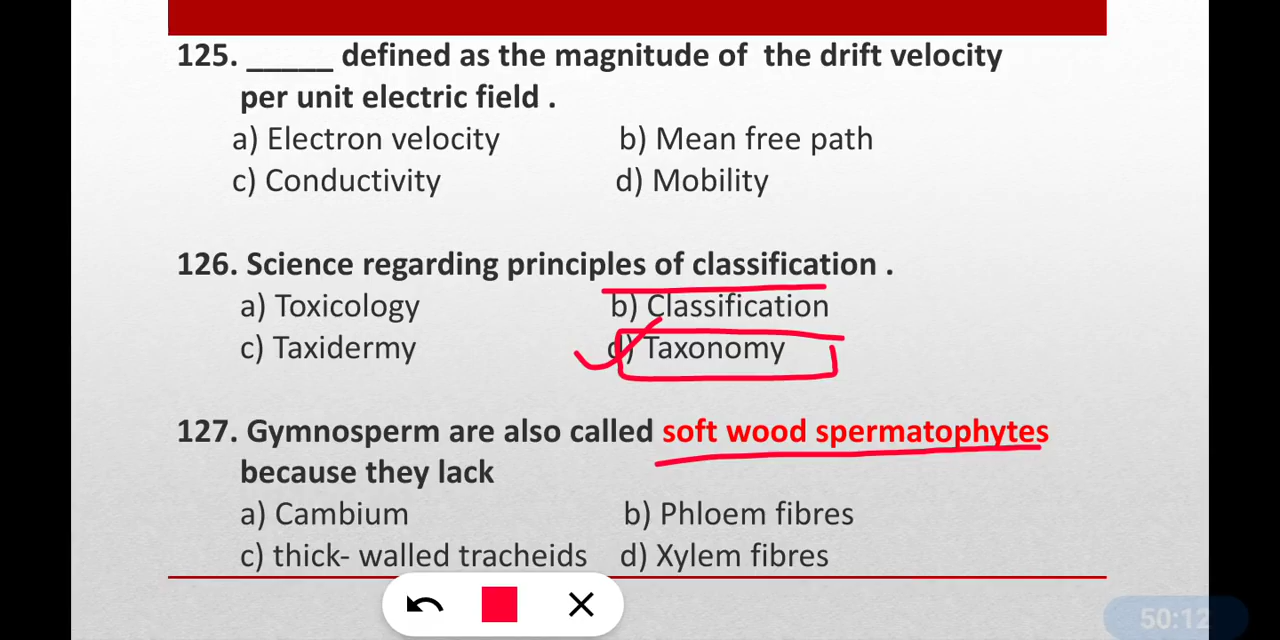 125. _____ defined as the magnitude of the drift velocity
per unit electric field .
a) Electron velocity b) Mean free path
c) Conductivity d) Mobility
126. Science regarding principles of classification .
a) Toxicology b) Classification
c) Taxidermy d) Taxonomy
127. Gymnosperm are also called soft wood spermatophytes
because they lack
a) Cambium b) Phloem fibres
c) thick- walled tracheids d) Xylem fibres
50:12